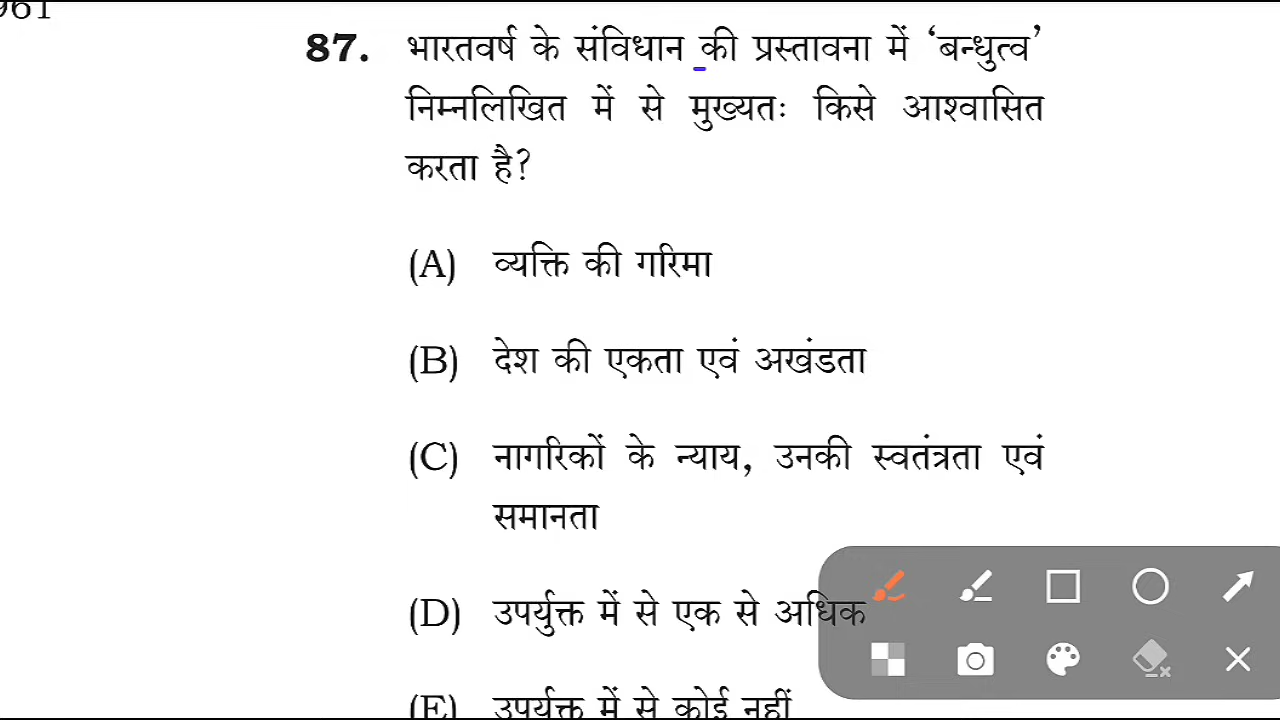 961
87. भारतवर्ष के संविधान की प्रस्तावना में ‘बन्धुत्व’
निम्नलिखित में से मुख्यतः किसे आश्वासित
करता है?
(A) व्यक्ति की गरिमा
(B) देश की एकता एवं अखंडता
(C) नागरिकों के न्याय, उनकी स्वतंत्रता एवं
समानता
(D) उपर्युक्त में से एक से अधिक
(E) उपर्युक्त में से कोई नहीं